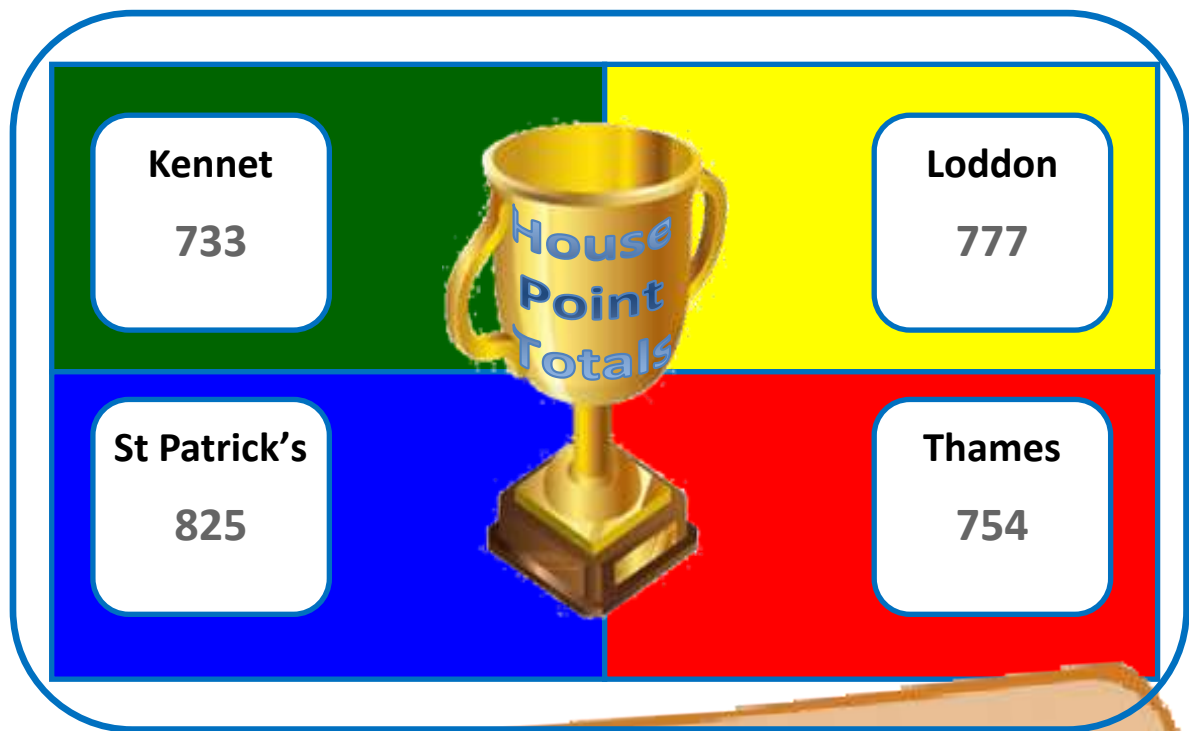 Kennet
733
Loddon
777
House
Point
Totals
St Patrick’s
825
Thames
754